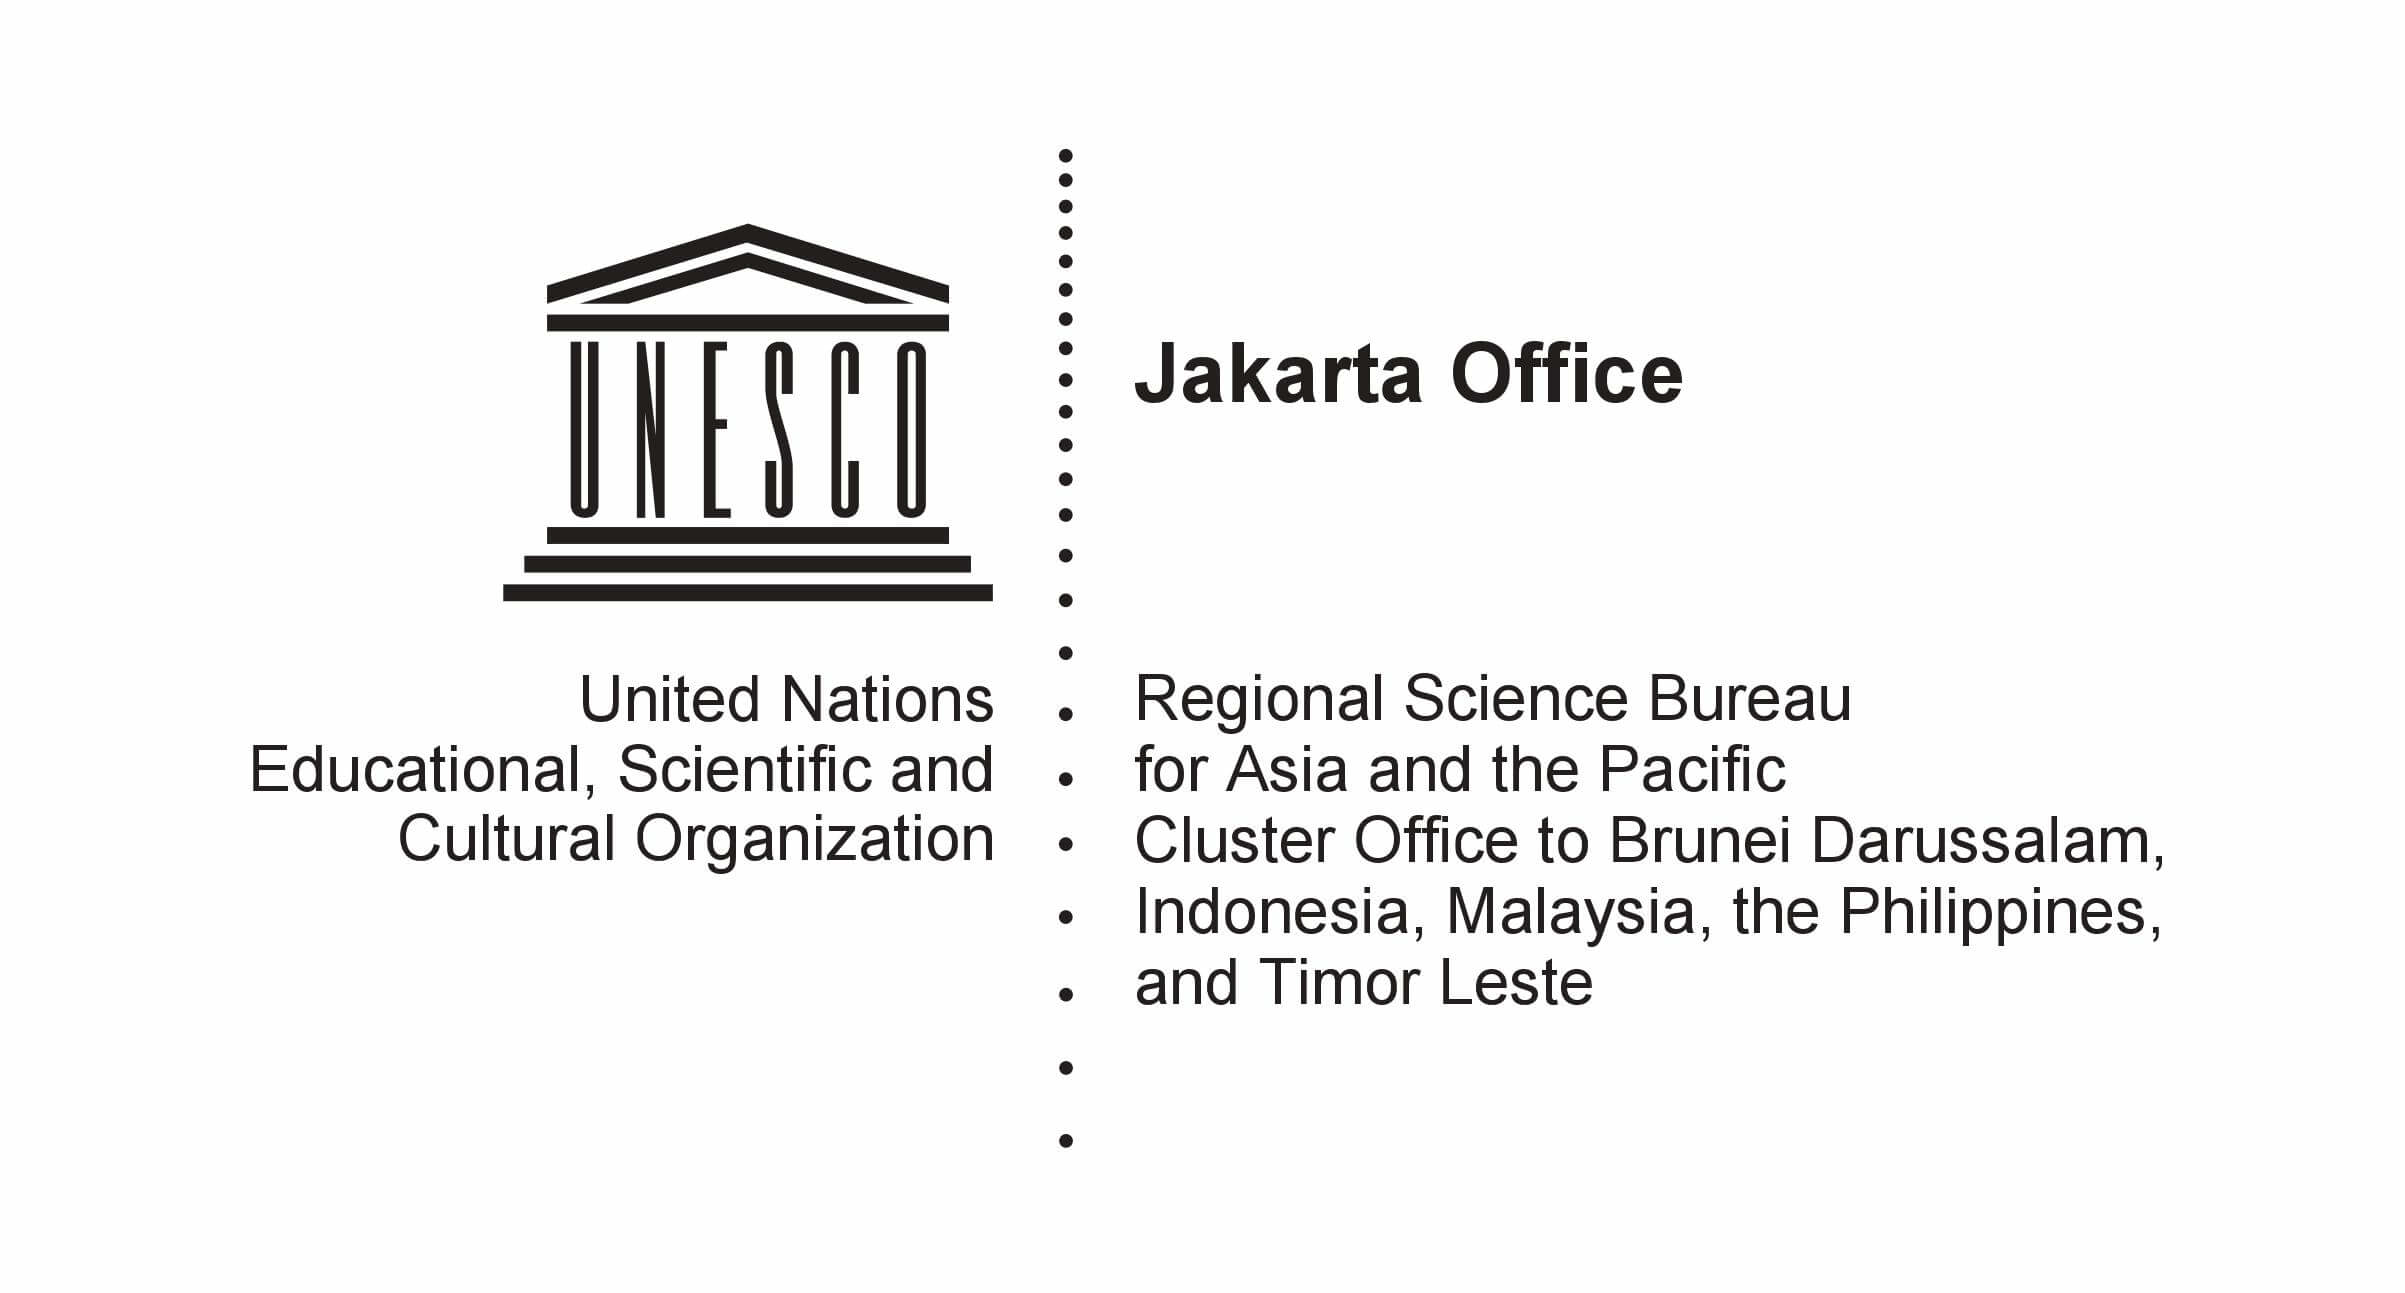 UNESCO
United Nations
Educational, Scientific and
Cultural Organization
Jakarta Office
Regional Science Bureau
for Asia and the Pacific
Cluster Office to Brunei Darussalam,
Indonesia, Malaysia, the Philippines,
and Timor Leste